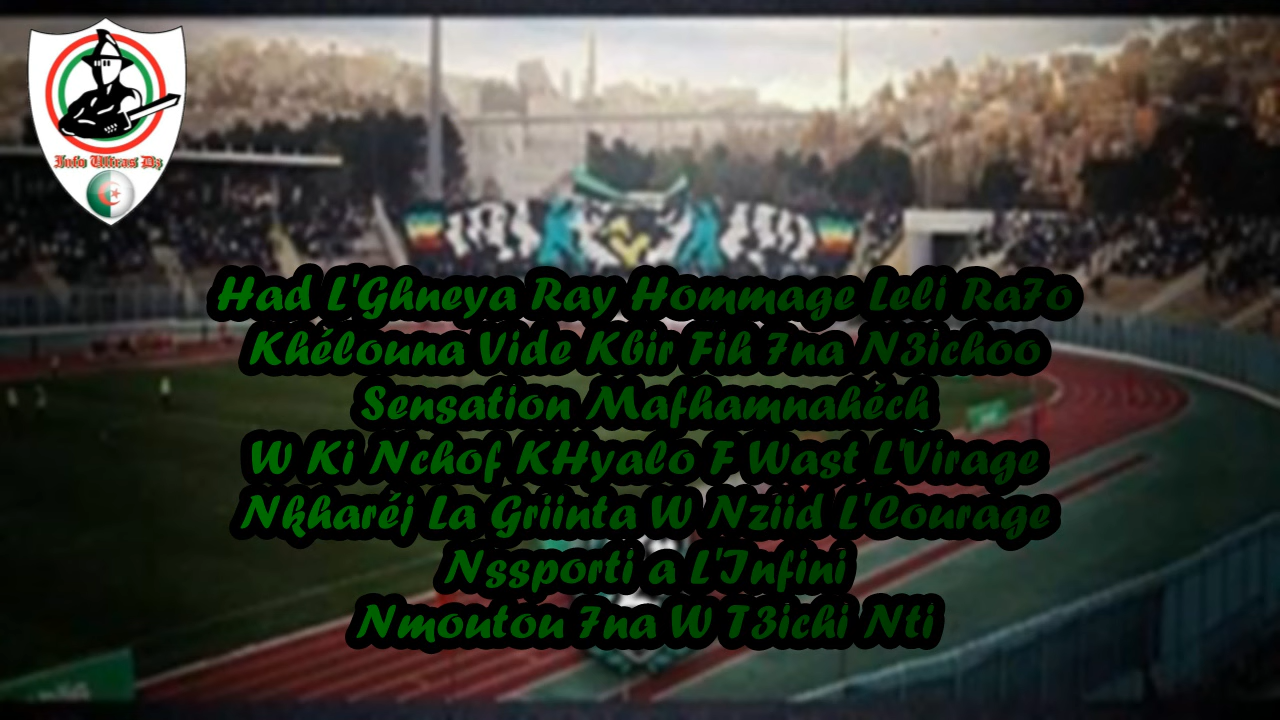 Info Ultras Dz
Had L'Ghneya Ray Hommage Leli Ra7o
Khélouna Vide Kbir Fih 7na N3ichoo
Sensation Mafhamnahéch
W Ki Nchof KHyalo F Wast L'Virage
Nkharéj La Griinta W Nziid L'Courage
Nssporti a L'Infini
Nmoutou 7na W T3ichi Nti